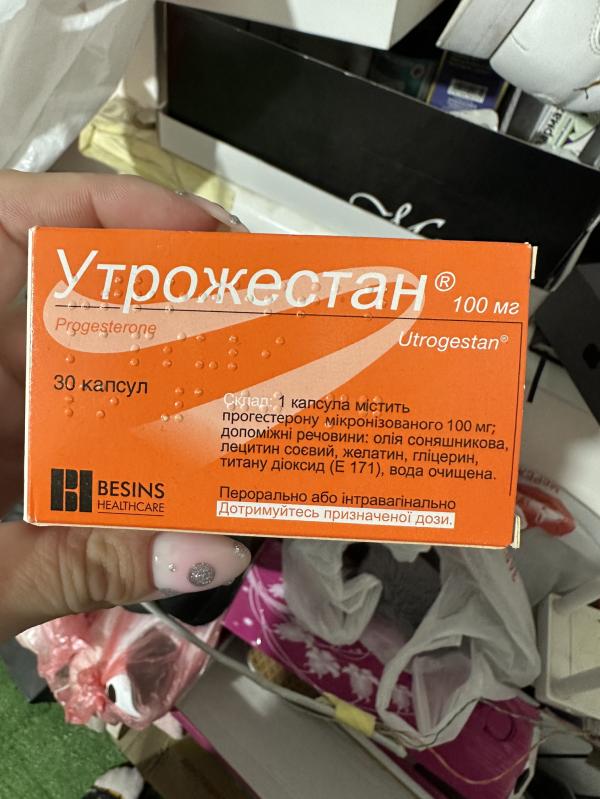 Утрожестан®
100 мг
Progesterone
Utrogestan®
30 капсул
Склад: 1 капсула містить
прогестерону мікронізованого 100 мг;
допоміжні речовини: олія соняшникова,
лецитин соєвий, желатин, гліцерин,
титану діоксид (Е 171), вода очищена.
BESINS
HEALTHCARE
Перорально або інтравагінально
Дотримуйтесь призначеної дози.